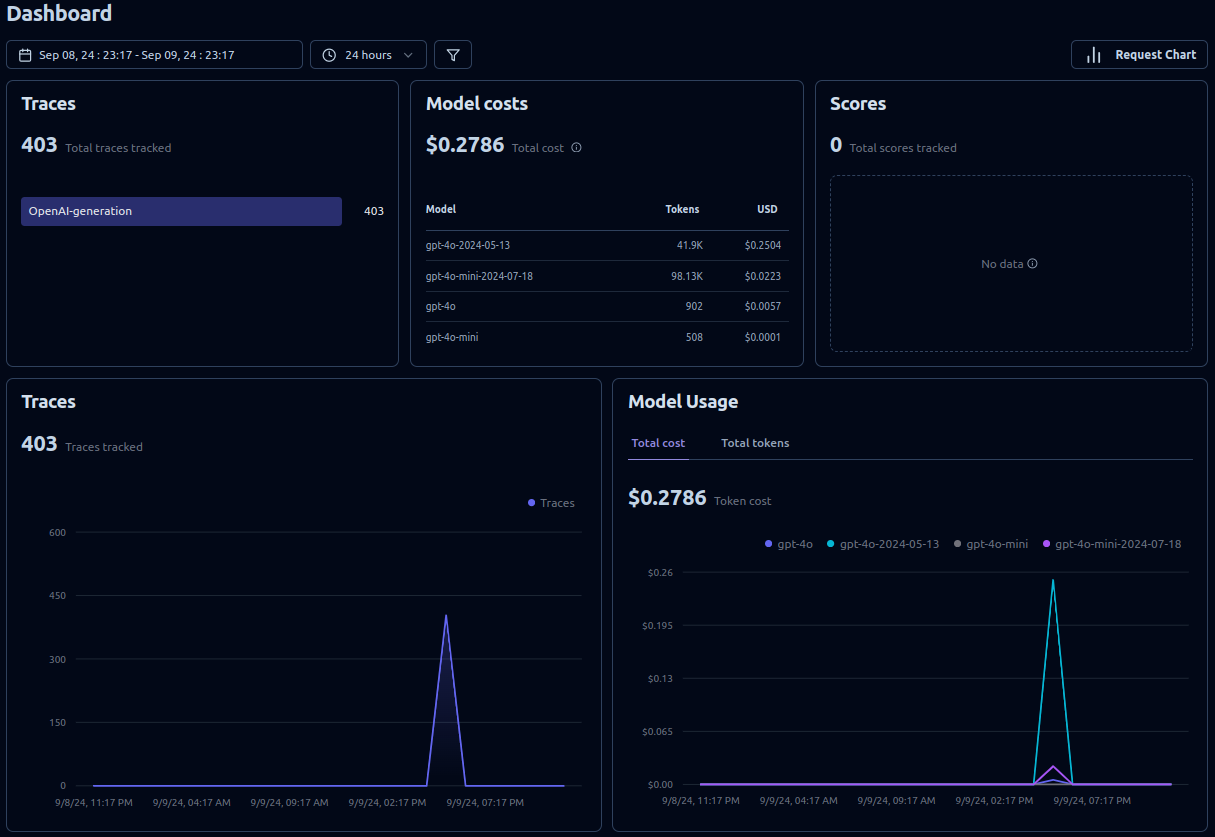 Dashboard
Sep 08, 24 : 23:17 - Sep 09, 24 : 23:17
24 hours
Request Chart
Traces
403 Total traces tracked
OpenAI-generation 403
Model costs
$0.2786 Total cost
Model Tokens USD
gpt-4o-2024-05-13 41.9K $0.2504
gpt-4o-mini-2024-07-18 98.13K $0.0223
gpt-4o 902 $0.0057
gpt-4o-mini 508 $0.0001
Scores
0 Total scores tracked
No data
Traces
403 Traces tracked
Traces
600
450
300
150
0
9/8/24, 11:17 PM 9/9/24, 04:17 AM 9/9/24, 09:17 AM 9/9/24, 02:17 PM 9/9/24, 07:17 PM
Model Usage
Total cost Total tokens
$0.2786 Token cost
gpt-4o gpt-4o-2024-05-13 gpt-4o-mini gpt-4o-mini-2024-07-18
$0.26
$0.195
$0.13
$0.065
$0.00
9/8/24, 11:17 PM 9/9/24, 04:17 AM 9/9/24, 09:17 AM 9/9/24, 02:17 PM 9/9/24, 07:17 PM